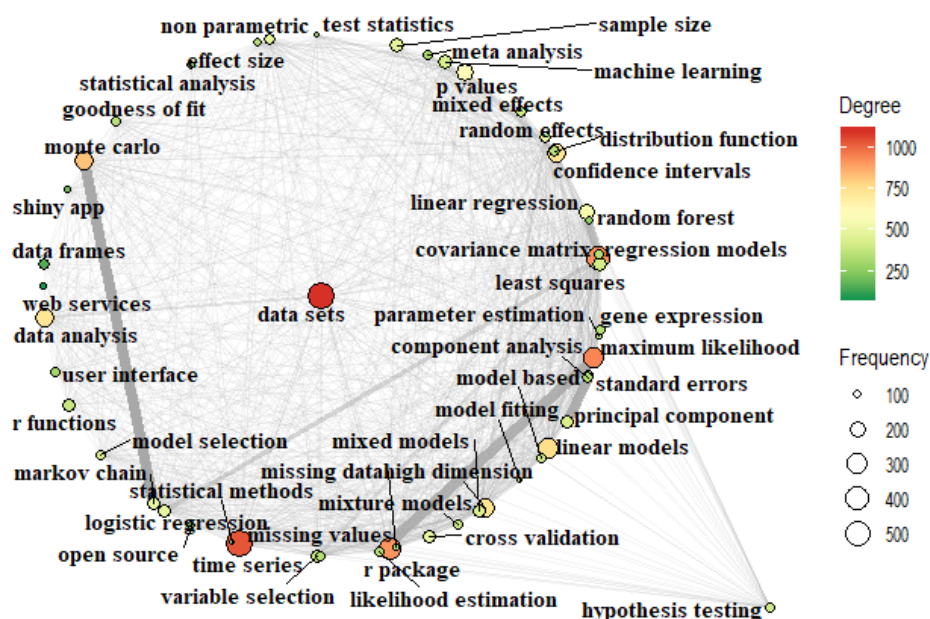 non parametric
test statistics
sample size
effect size
meta analysis
statistical analysis
machine learning
p values
goodness of fit
mixed effects
Degree
monte carlo
random effects
distribution function
1000
confidence intervals
750
shiny app
linear regression
random forest
500
data frames
covariance matrix
regression models
250
web services
least squares
data sets
parameter estimation
gene expression
data analysis
component analysis
maximum likelihood
Frequency
user interface
model based
standard errors
100
r functions
model fitting
principal component
200
model selection
mixed models
linear models
300
markov chain
missing data
high dimension
statistical methods
mixture models
400
logistic regression
missing values
cross validation
500
open source
time series
r package
variable selection
likelihood estimation
hypothesis testing